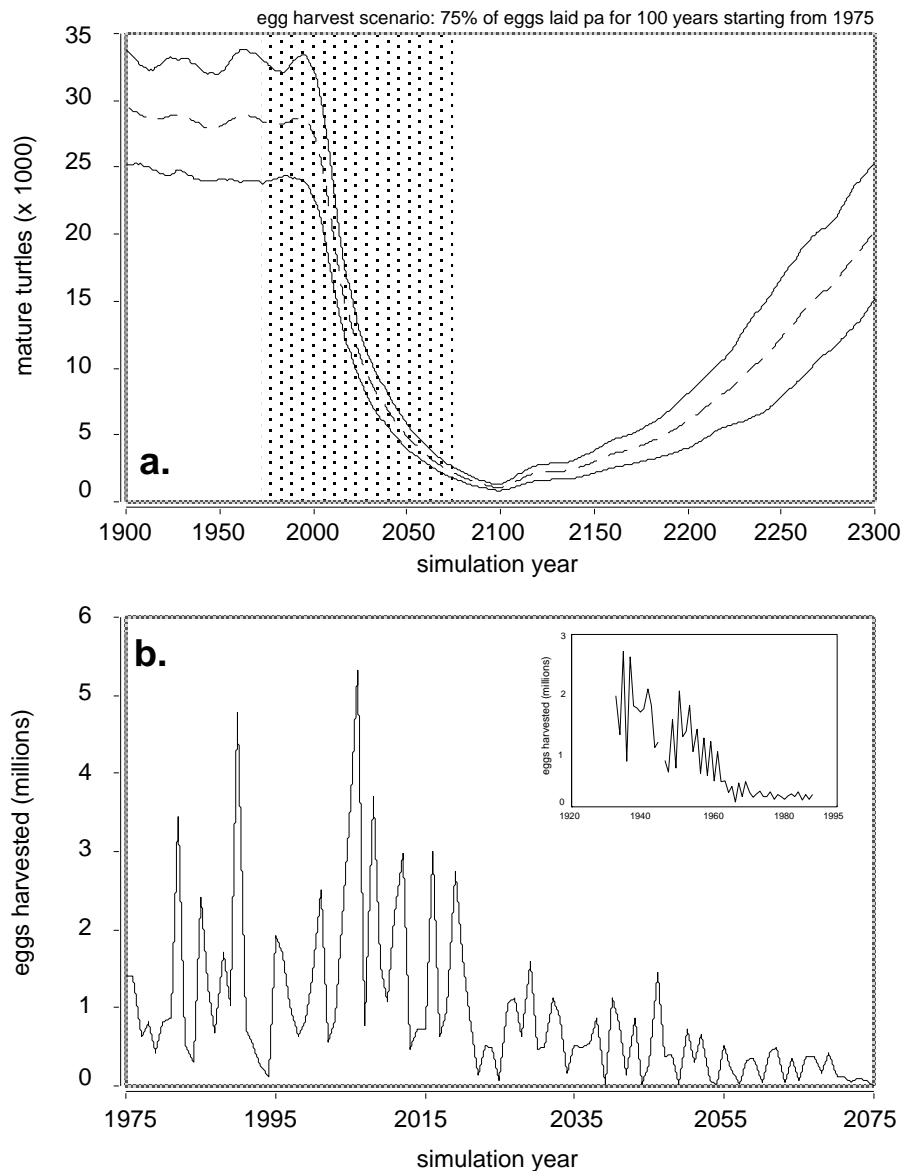 egg harvest scenario: 75% of eggs laid pa for 100 years starting from 1975
35
30
25
20
15
10
5
0
mature turtles (x 1000)
a.
1900 1950 2000 2050 2100 2150 2200 2250 2300
simulation year
6
5
4
3
2
1
0
eggs harvested (millions)
b.
3
2
1
0
eggs harvested (millions)
1920 1940 1960 1980 1995
1975 1995 2015 2035 2055 2075
simulation year